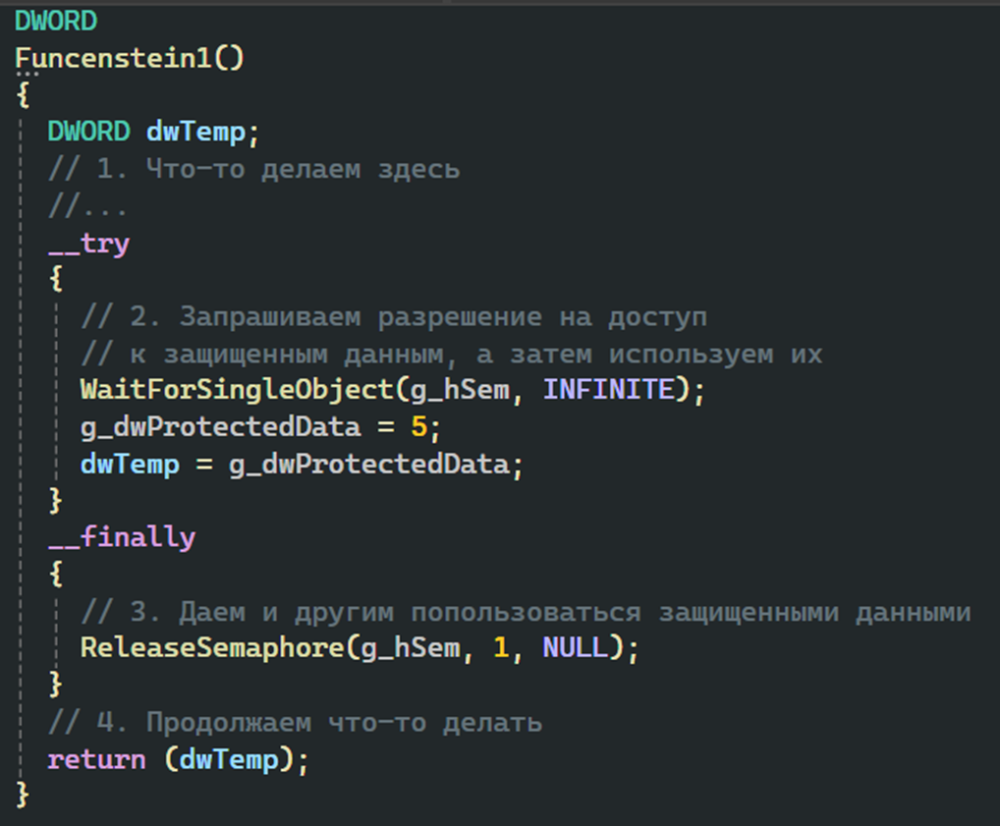 DWORD
Funcenstein1()
{
DWORD dwTemp;
// 1. Что-то делаем здесь
//...
__try
{
// 2. Запрашиваем разрешение на доступ
// к защищенным данным, а затем используем их
WaitForSingleObject(g_hSem, INFINITE);
g_dwProtectedData = 5;
dwTemp = g_dwProtectedData;
}
__finally
{
// 3. Даем и другим попользоваться защищенными данными
ReleaseSemaphore(g_hSem, 1, NULL);
}
// 4. Продолжаем что-то делать
return (dwTemp);
}